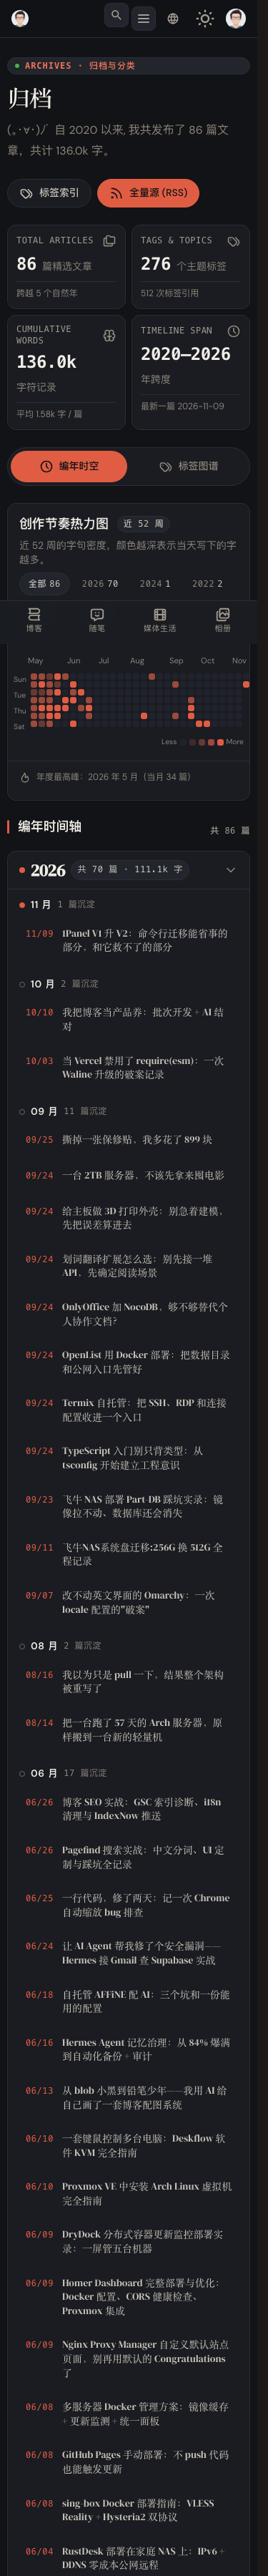 ARCHIVES · 归档与分类
归档
(｡･∀･)ﾉﾞ 自 2020 以来, 我共发布了 86 篇文
章，共计 136.0k 字。
标签索引
全量源 (RSS)
TOTAL ARTICLES
86 篇精选文章
跨越 5 个自然年
TAGS & TOPICS
276 个主题标签
512 次标签引用
CUMULATIVE
WORDS
136.0k
字符记录
平均 1.58k 字 / 篇
TIMELINE SPAN
2020—2026
年跨度
最新一篇 2026-11-09
编年时空
标签图谱
创作节奏热力图 近 52 周
近 52 周的字句密度，颜色越深表示当天写下的字
越多。
全部 86
2026 70
2024 1
2022 2
博客
随笔
媒体生活
相册
May Jun Jul Aug Sep Oct Nov
Sun
Tue
Thu
Sat
Less
More
年度最高峰：2026 年 5 月（当月 34 篇）
编年时间轴
共 86 篇
2026 共 70 篇 · 111.1k 字
11 月 1 篇沉淀
11/09 1Panel V1 升 V2：命令行迁移能省事的
部分，和它救不了的部分
10 月 2 篇沉淀
10/10 我把博客当产品养：批次开发 + AI 结
对
10/03 当 Vercel 禁用了 require(esm)：一次
Waline 升级的破案记录
09 月 11 篇沉淀
09/25 撕掉一张保修贴，我多花了 899 块
09/24 一台 2TB 服务器，不该先拿来囤电影
09/24 给主板做 3D 打印外壳：别急着建模，
先把误差算进去
09/24 划词翻译扩展怎么选：别先接一堆
API，先确定阅读场景
09/24 OnlyOffice 加 NocoDB，够不够替代个
人协作文档？
09/24 OpenList 用 Docker 部署：把数据目录
和公网入口先管好
09/24 Termix 自托管：把 SSH、RDP 和连接
配置收进一个入口
09/24 TypeScript 入门别只背类型：从
tsconfig 开始建立工程意识
09/23 飞牛 NAS 部署 Part-DB 踩坑实录：镜
像拉不动、数据库还会消失
09/11 飞牛NAS系统盘迁移:256G 换 512G 全
程记录
09/07 改不动英文界面的 Omarchy：一次
locale 配置的"破案"
08 月 2 篇沉淀
08/16 我以为只是 pull 一下，结果整个架构
被重写了
08/14 把一台跑了 57 天的 Arch 服务器，原
样搬到一台新的轻量机
06 月 17 篇沉淀
06/26 博客 SEO 实战：GSC 索引诊断、i18n
清理与 IndexNow 推送
06/26 Pagefind 搜索实战：中文分词、UI 定
制与踩坑全记录
06/25 一行代码，修了两天：记一次 Chrome
自动缩放 bug 排查
06/24 让 AI Agent 帮我修了个安全漏洞——
Hermes 接 Gmail 查 Supabase 实战
06/18 自托管 AFFiNE 配 AI：三个坑和一份能
用的配置
06/16 Hermes Agent 记忆治理：从 84% 爆满
到自动化备份 + 审计
06/13 从 blob 小黑到铅笔少年——我用 AI 给
自己画了一套博客配图系统
06/10 一套键鼠控制多台电脑：Deskflow 软
件 KVM 完全指南
06/10 Proxmox VE 中安装 Arch Linux 虚拟机
完全指南
06/09 DryDock 分布式容器更新监控部署实
录：一屏管五台机器
06/09 Homer Dashboard 完整部署与优化：
Docker 配置、CORS 健康检查、
Proxmox 集成
06/09 Nginx Proxy Manager 自定义默认站点
页面，别再用默认的 Congratulations
了
06/08 多服务器 Docker 管理方案：镜像缓存
+ 更新监测 + 统一面板
06/08 GitHub Pages 手动部署：不 push 代码
也能触发更新
06/08 sing-box Docker 部署指南：VLESS
Reality + Hysteria2 双协议
06/04 RustDesk 部署在家庭 NAS 上：IPv6 +
DDNS 零成本公网远程